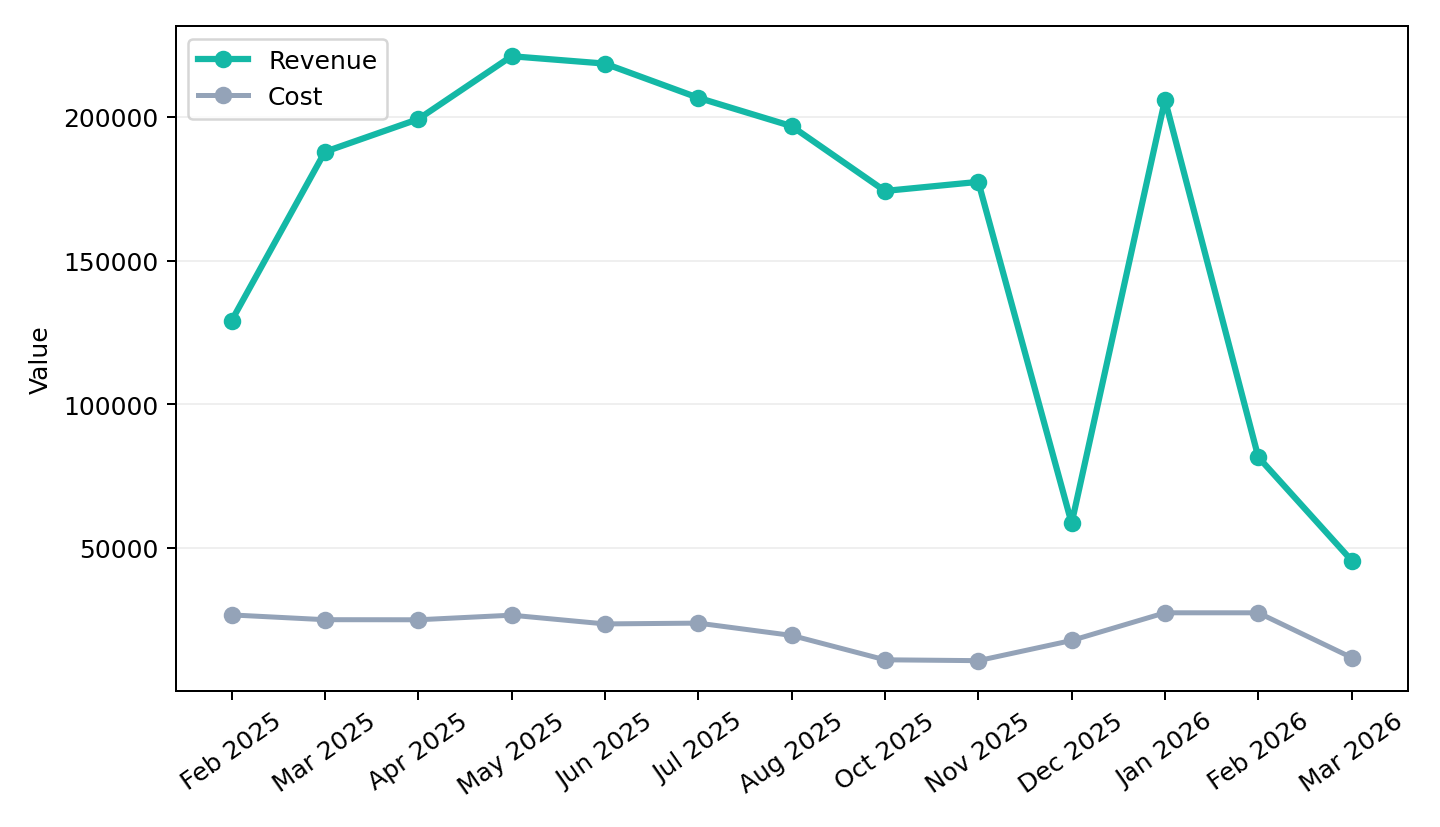 Revenue
Cost
Value
200000
150000
100000
50000
Feb 2025
Mar 2025
Apr 2025
May 2025
Jun 2025
Jul 2025
Aug 2025
Oct 2025
Nov 2025
Dec 2025
Jan 2026
Feb 2026
Mar 2026